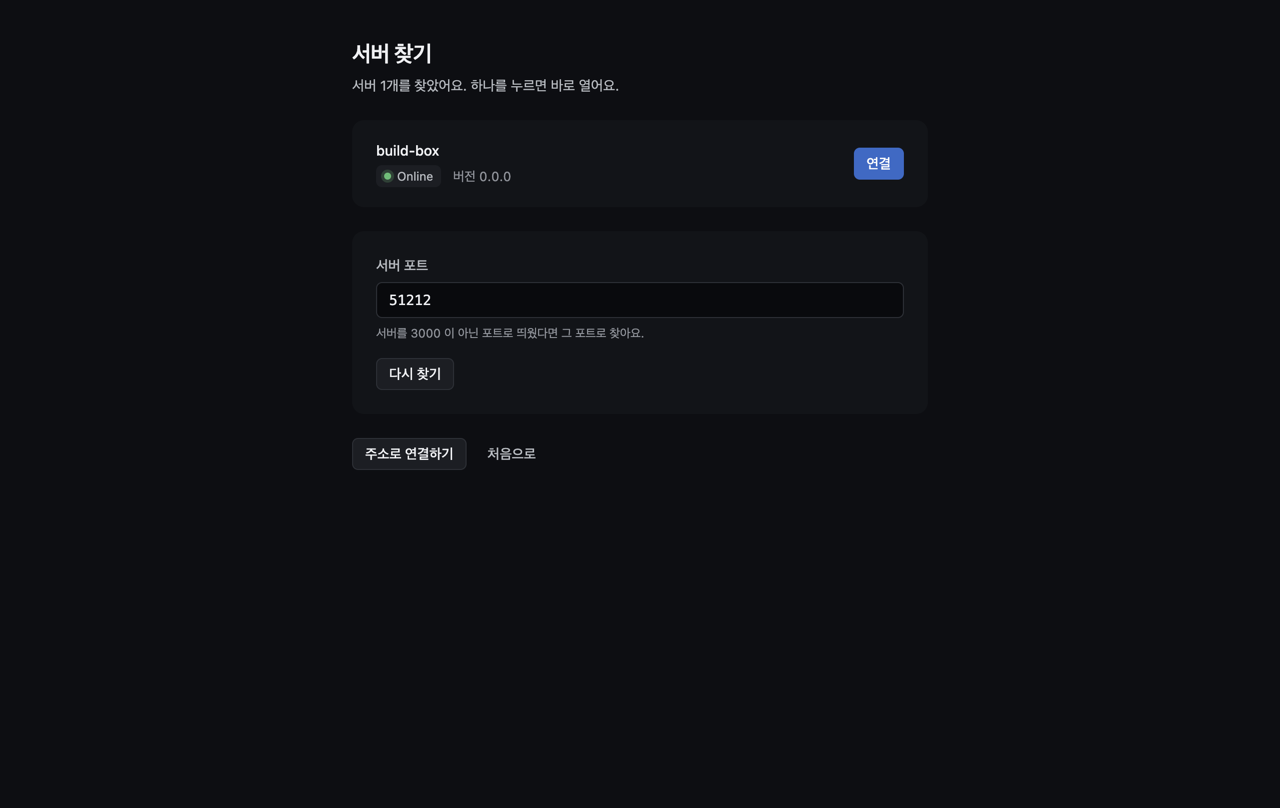 서버 찾기
서버 1개를 찾았어요. 하나를 누르면 바로 열어요.
build-box
Online 버전 0.0.0
연결
서버 포트
51212
서버를 3000 이 아닌 포트로 띄웠다면 그 포트로 찾아요.
다시 찾기
주소로 연결하기 처음으로